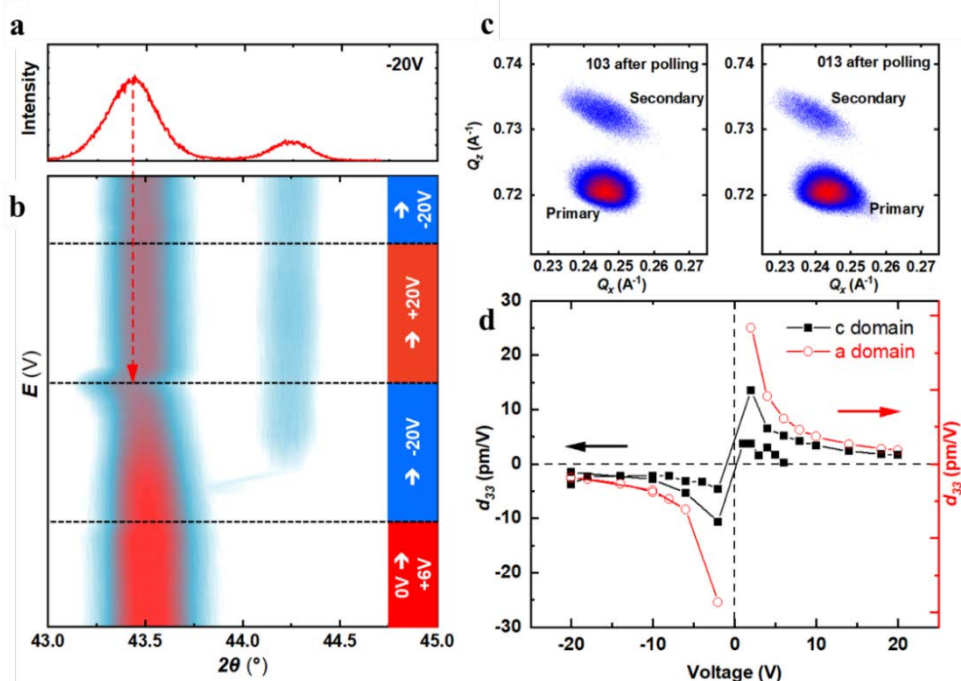 a
Intensity
-20V
b
E (V)
➔ -20V
➔ +20V
➔ -20V
0V ➔ +6V
43.0 43.5 44.0 44.5 45.0
2θ (°)
c
103 after polling
Secondary
Primary
0.74
0.73
0.72
Qz (A⁻¹)
0.23 0.24 0.25 0.26 0.27
Qx (A⁻¹)
013 after polling
Secondary
Primary
0.74
0.73
0.72
0.23 0.24 0.25 0.26 0.27
Qx (A⁻¹)
d
c domain
a domain
30
20
10
0
-10
-20
-30
d33 (pm/V)
d33 (pm/V)
-20 -10 0 10 20
Voltage (V)